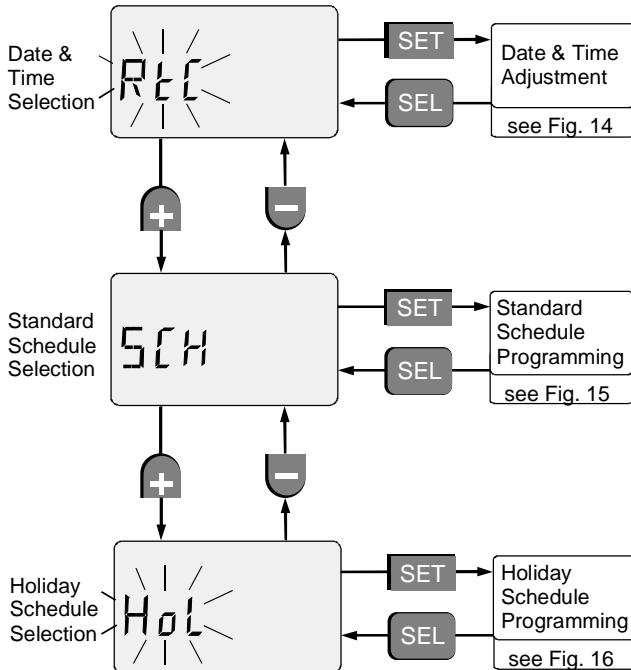 Date &
Time
Selection
RtC
SET
SEL
Date & Time
Adjustment
see Fig. 14
+
−
Standard
Schedule
Selection
SCH
SET
SEL
Standard
Schedule
Programming
see Fig. 15
+
−
Holiday
Schedule
Selection
HoL
SET
SEL
Holiday
Schedule
Programming
see Fig. 16